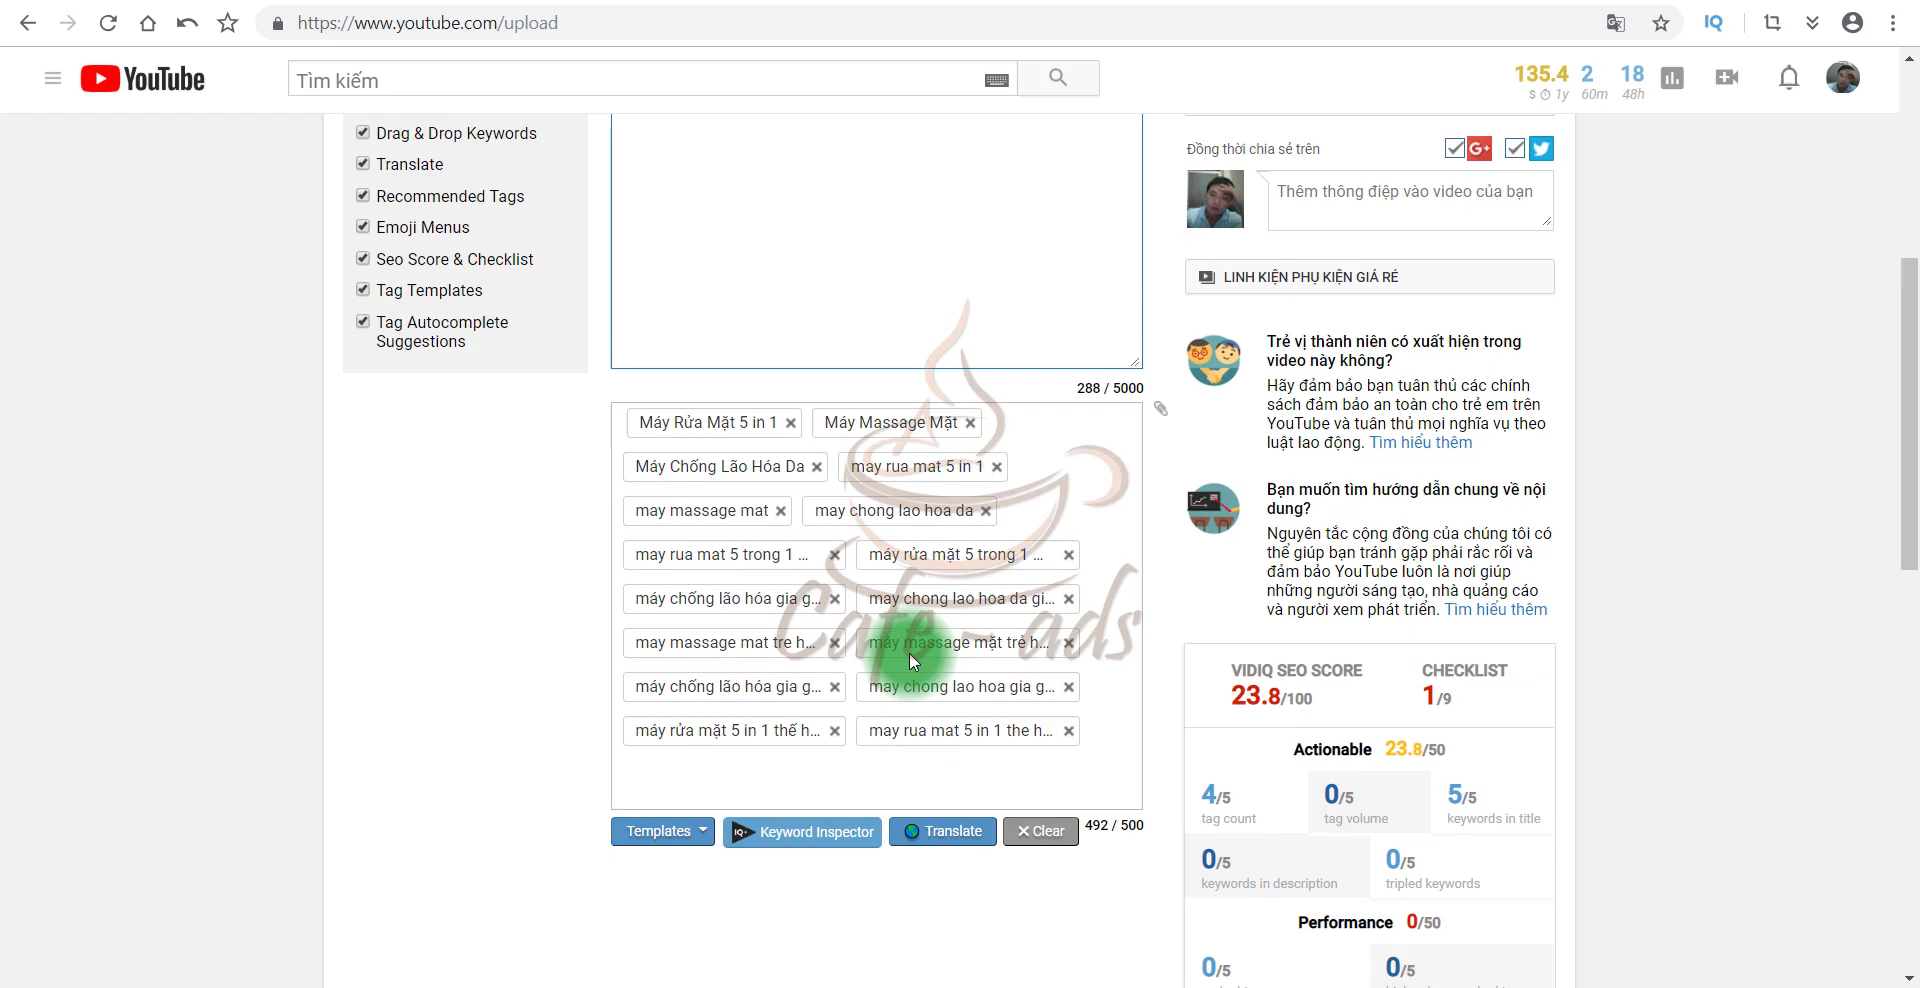 https://www.youtube.com/upload
IQ
YouTube
Tìm kiếm
135.4 2 18
$ 1y 60m 48h
Drag & Drop Keywords
Translate
Recommended Tags
Emoji Menus
Seo Score & Checklist
Tag Templates
Tag Autocomplete
Suggestions
288 / 5000
Máy Rửa Mặt 5 in 1 × Máy Massage Mặt ×
Máy Chống Lão Hóa Da × may rua mat 5 in 1 ×
may massage mat × may chong lao hoa da ×
may rua mat 5 trong 1 ... × máy rửa mặt 5 trong 1 ... ×
máy chống lão hóa gia g... × may chong lao hoa da gi... ×
may massage mat tre h... × máy massage mặt trẻ h... ×
máy chống lão hóa gia g... × may chong lao hoa gia g... ×
máy rửa mặt 5 in 1 thế h... × may rua mat 5 in 1 the h... ×
Cafe - ads
Templates IQ Keyword Inspector Translate × Clear 492 / 500
Đồng thời chia sẻ trên G+
Thêm thông điệp vào video của bạn
LINH KIỆN PHỤ KIỆN GIÁ RẺ
Trẻ vị thành niên có xuất hiện trong
video này không?
Hãy đảm bảo bạn tuân thủ các chính
sách đảm bảo an toàn cho trẻ em trên
YouTube và tuân thủ mọi nghĩa vụ theo
luật lao động. Tìm hiểu thêm
Bạn muốn tìm hướng dẫn chung về nội
dung?
Nguyên tắc cộng đồng của chúng tôi có
thể giúp bạn tránh gặp phải rắc rối và
đảm bảo YouTube luôn là nơi giúp
những người sáng tạo, nhà quảng cáo
và người xem phát triển. Tìm hiểu thêm
VIDIQ SEO SCORE CHECKLIST
23.8/100 1/9
Actionable 23.8/50
4/5 0/5 5/5
tag count tag volume keywords in title
0/5 0/5
keywords in description tripled keywords
Performance 0/50
0/5 0/5